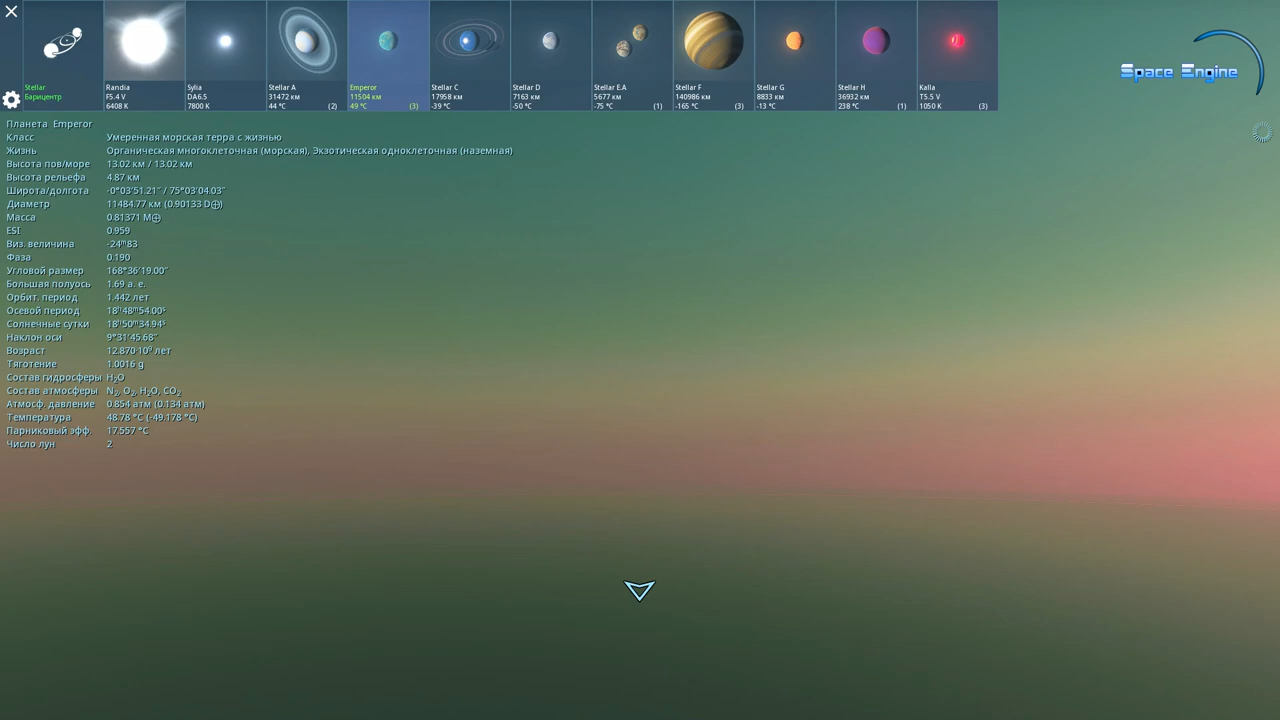 Stellar
Барицентр
Randia
F5.4 V
6408 K
Sylia
DA6.5
7800 K
Stellar A
31472 км
44 °C (2)
Emperor
11504 км
49 °C (3)
Stellar C
17958 км
-39 °C
Stellar D
7163 км
-50 °C
Stellar E.A
5677 км
-75 °C (1)
Stellar F
140986 км
-165 °C (3)
Stellar G
8833 км
-13 °C
Stellar H
36932 км
238 °C (1)
Kalla
T5.5 V
1050 K (3)
Space Engine
Планета Emperor
Класс Умеренная морская терра с жизнью
Жизнь Органическая многоклеточная (морская), Экзотическая одноклеточная (наземная)
Высота пов/море 13.02 км / 13.02 км
Высота рельефа 4.87 км
Широта/долгота -0°03'51.21" / 75°03'04.03"
Диаметр 11484.77 км (0.90133 D⊕)
Масса 0.81371 M⊕
ESI 0.959
Виз. величина -24ᵐ83
Фаза 0.190
Угловой размер 168°36'19.00"
Большая полуось 1.69 а. е.
Орбит. период 1.442 лет
Осевой период 18ʰ48ᵐ54.00ˢ
Солнечные сутки 18ʰ50ᵐ34.94ˢ
Наклон оси 9°31'45.68"
Возраст 12.870·10⁹ лет
Тяготение 1.0016 g
Состав гидросферы H₂O
Состав атмосферы N₂, O₂, H₂O, CO₂
Атмосф. давление 0.854 атм (0.134 атм)
Температура 48.78 °C (-49.178 °C)
Парниковый эфф. 17.557 °C
Число лун 2